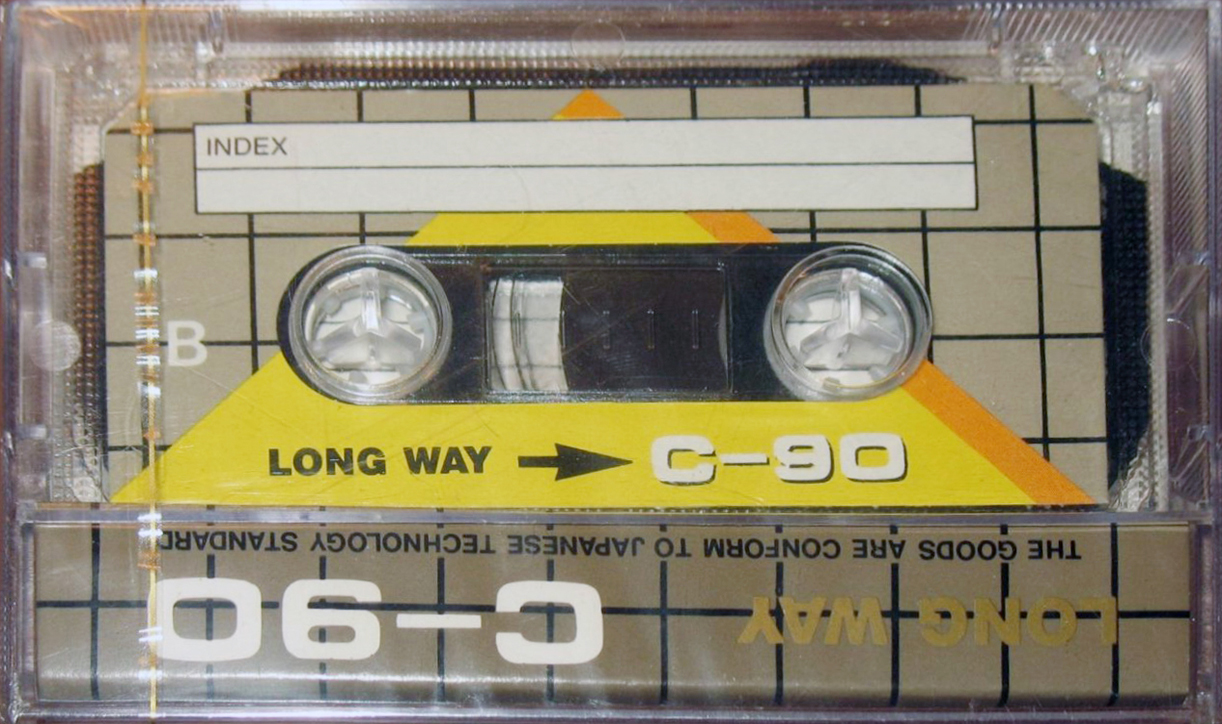 INDEX
B
LONG WAY → C-90
THE GOODS ARE CONFORM TO JAPANESE TECHNOLOGY STANDARD
LONG WAY C-90